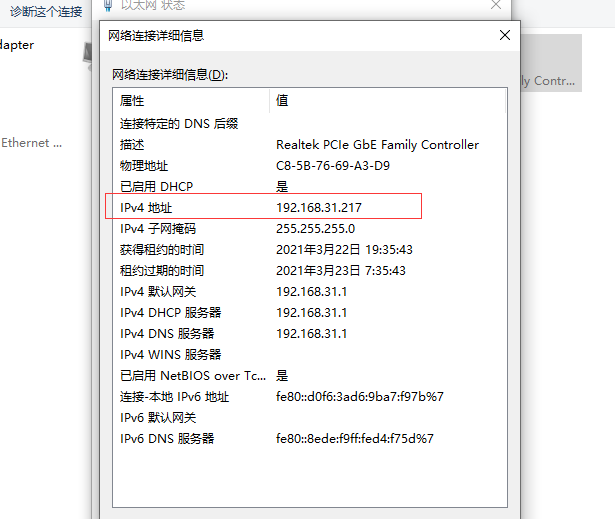 诊断这个连接
以太网 状态
dapter
Ethernet ...
ly Contr...
网络连接详细信息
网络连接详细信息(D):
属性 值
连接特定的 DNS 后缀
描述 Realtek PCIe GbE Family Controller
物理地址 C8-5B-76-69-A3-D9
已启用 DHCP 是
IPv4 地址 192.168.31.217
IPv4 子网掩码 255.255.255.0
获得租约的时间 2021年3月22日 19:35:43
租约过期的时间 2021年3月23日 7:35:43
IPv4 默认网关 192.168.31.1
IPv4 DHCP 服务器 192.168.31.1
IPv4 DNS 服务器 192.168.31.1
IPv4 WINS 服务器
已启用 NetBIOS over Tc... 是
连接-本地 IPv6 地址 fe80::d0f6:3ad6:9ba7:f97b%7
IPv6 默认网关
IPv6 DNS 服务器 fe80::8ede:f9ff:fed4:f75d%7